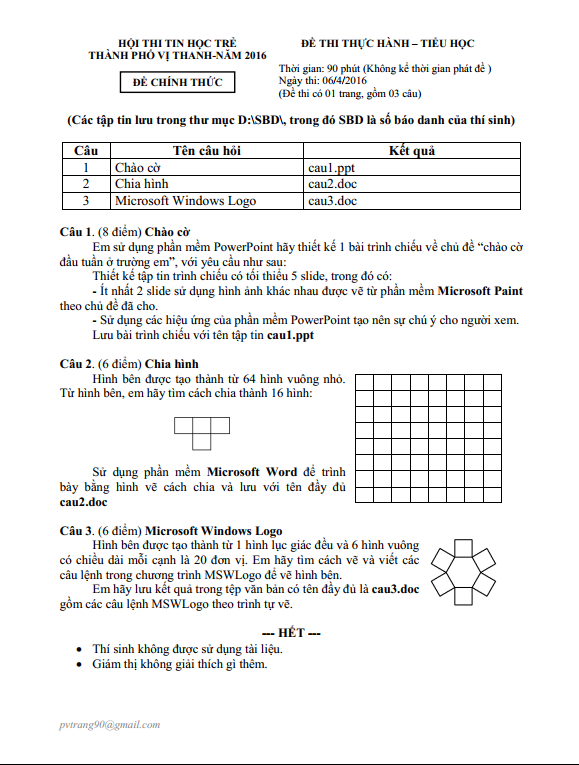 HỘI THI TIN HỌC TRẺ
THÀNH PHỐ VỊ THANH-NĂM 2016
ĐỀ CHÍNH THỨC
ĐỀ THI THỰC HÀNH – TIỂU HỌC
Thời gian: 90 phút (Không kể thời gian phát đề )
Ngày thi: 06/4/2016
(Đề thi có 01 trang, gồm 03 câu)
(Các tập tin lưu trong thư mục D:\SBD\, trong đó SBD là số báo danh của thí sinh)
Câu Tên câu hỏi Kết quả
1 Chào cờ cau1.ppt
2 Chia hình cau2.doc
3 Microsoft Windows Logo cau3.doc
Câu 1. (8 điểm) Chào cờ
Em sử dụng phần mềm PowerPoint hãy thiết kế 1 bài trình chiếu về chủ đề “chào cờ
đầu tuần ở trường em”, với yêu cầu như sau:
Thiết kế tập tin trình chiếu có tối thiểu 5 slide, trong đó có:
- Ít nhất 2 slide sử dụng hình ảnh khác nhau được vẽ từ phần mềm Microsoft Paint
theo chủ đề đã cho.
- Sử dụng các hiệu ứng của phần mềm PowerPoint tạo nên sự chú ý cho người xem.
Lưu bài trình chiếu với tên tập tin cau1.ppt
Câu 2. (6 điểm) Chia hình
Hình bên được tạo thành từ 64 hình vuông nhỏ.
Từ hình bên, em hãy tìm cách chia thành 16 hình:
Sử dụng phần mềm Microsoft Word để trình
bày bằng hình vẽ cách chia và lưu với tên đầy đủ
cau2.doc
Câu 3. (6 điểm) Microsoft Windows Logo
Hình bên được tạo thành từ 1 hình lục giác đều và 6 hình vuông
có chiều dài mỗi cạnh là 20 đơn vị. Em hãy tìm cách vẽ và viết các
câu lệnh trong chương trình MSWLogo để vẽ hình bên.
Em hãy lưu kết quả trong tệp văn bản có tên đầy đủ là cau3.doc
gồm các câu lệnh MSWLogo theo trình tự vẽ.
--- HẾT ---
• Thí sinh không được sử dụng tài liệu.
• Giám thị không giải thích gì thêm.
pvtrang90@gmail.com